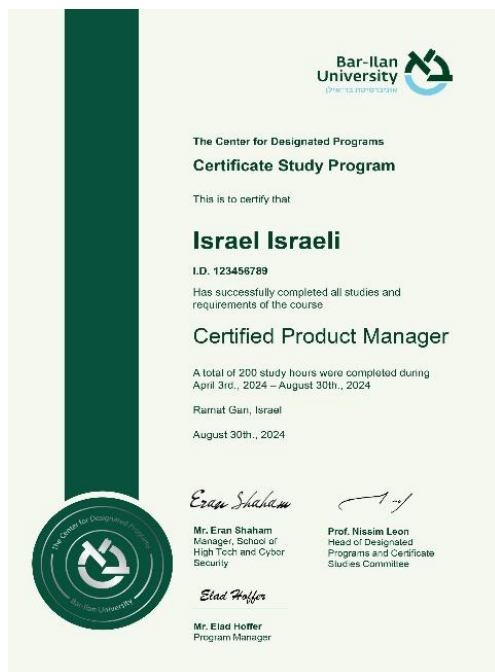 Bar-Ilan
University
אוניברסיטת בר-אילן
The Center for Designated Programs
Certificate Study Program
This is to certify that
Israel Israeli
I.D. 123456789
Has successfully completed all studies and
requirements of the course
Certified Product Manager
A total of 200 study hours were completed during
April 3rd., 2024 – August 30th., 2024
Ramat Gan, Israel
August 30th., 2024
Eran Shaham
Mr. Eran Shaham
Manager, School of
High Tech and Cyber
Security
Prof. Nissim Leon
Head of Designated
Programs and Certificate
Studies Committee
Elad Hoffer
Mr. Elad Hoffer
Program Manager
The Center for Designated Programs
Bar-Ilan University